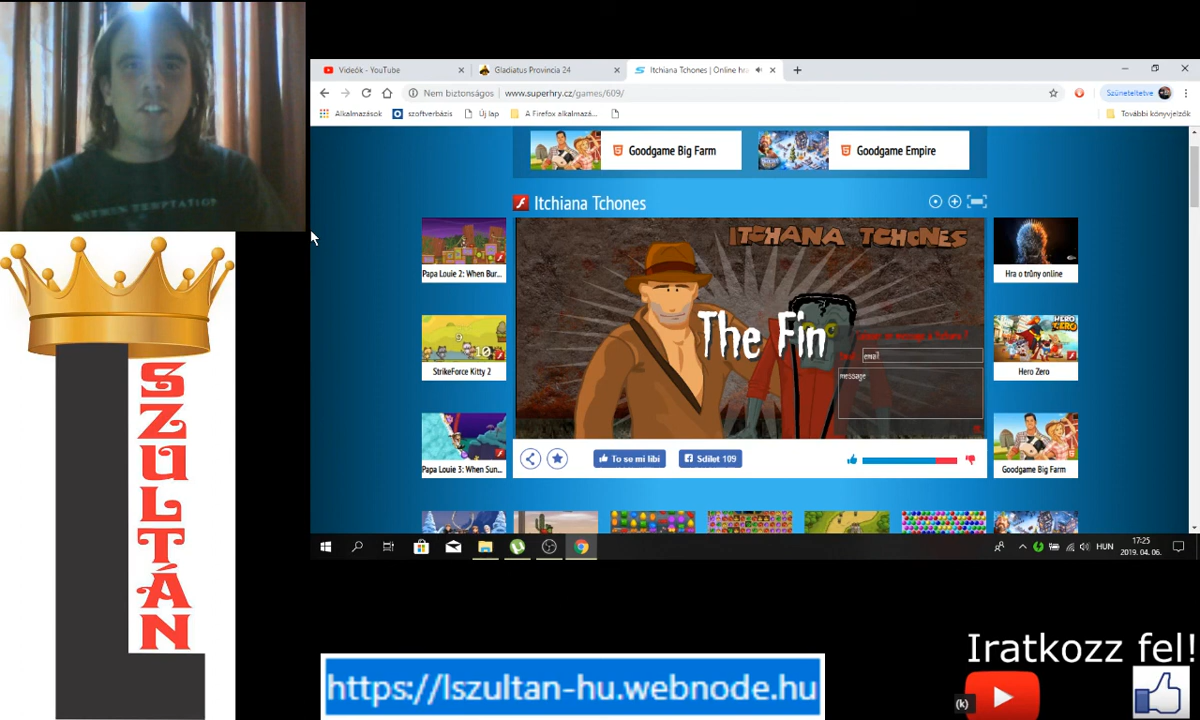 Videók - YouTube
Gladiatus Provincia 24
Itchiana Tchones | Online hra
Nem biztonságos | www.superhry.cz/games/609/
Szüneteltetve
Alkalmazások
szoftverbázis
Új lap
A Firefox alkalmazá...
További könyvjelzők
Goodgame Big Farm
Goodgame Empire
Itchiana Tchones
ITCHANA TCHONES
The Fin
email
message
Papa Louie 2: When Bur...
StrikeForce Kitty 2
Papa Louie 3: When Sun...
Hra o trůny online
HERO ZERO
Hero Zero
Goodgame Big Farm
To se mi líbí
Sdílet 109
HUN
17:25
2019. 04. 06.
L SZULTÁN
https://lszultan-hu.webnode.hu
Iratkozz fel!
(k)